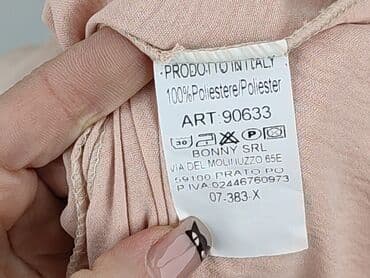 PRODOTTO IN ITALY
100%Poliestere/Poliester
ART:90633
30 P
BONNY SRL
VIA DEL MOLINUZZO 65E
59100 PRATO PO
P.IVA 02446760973
07-383-X